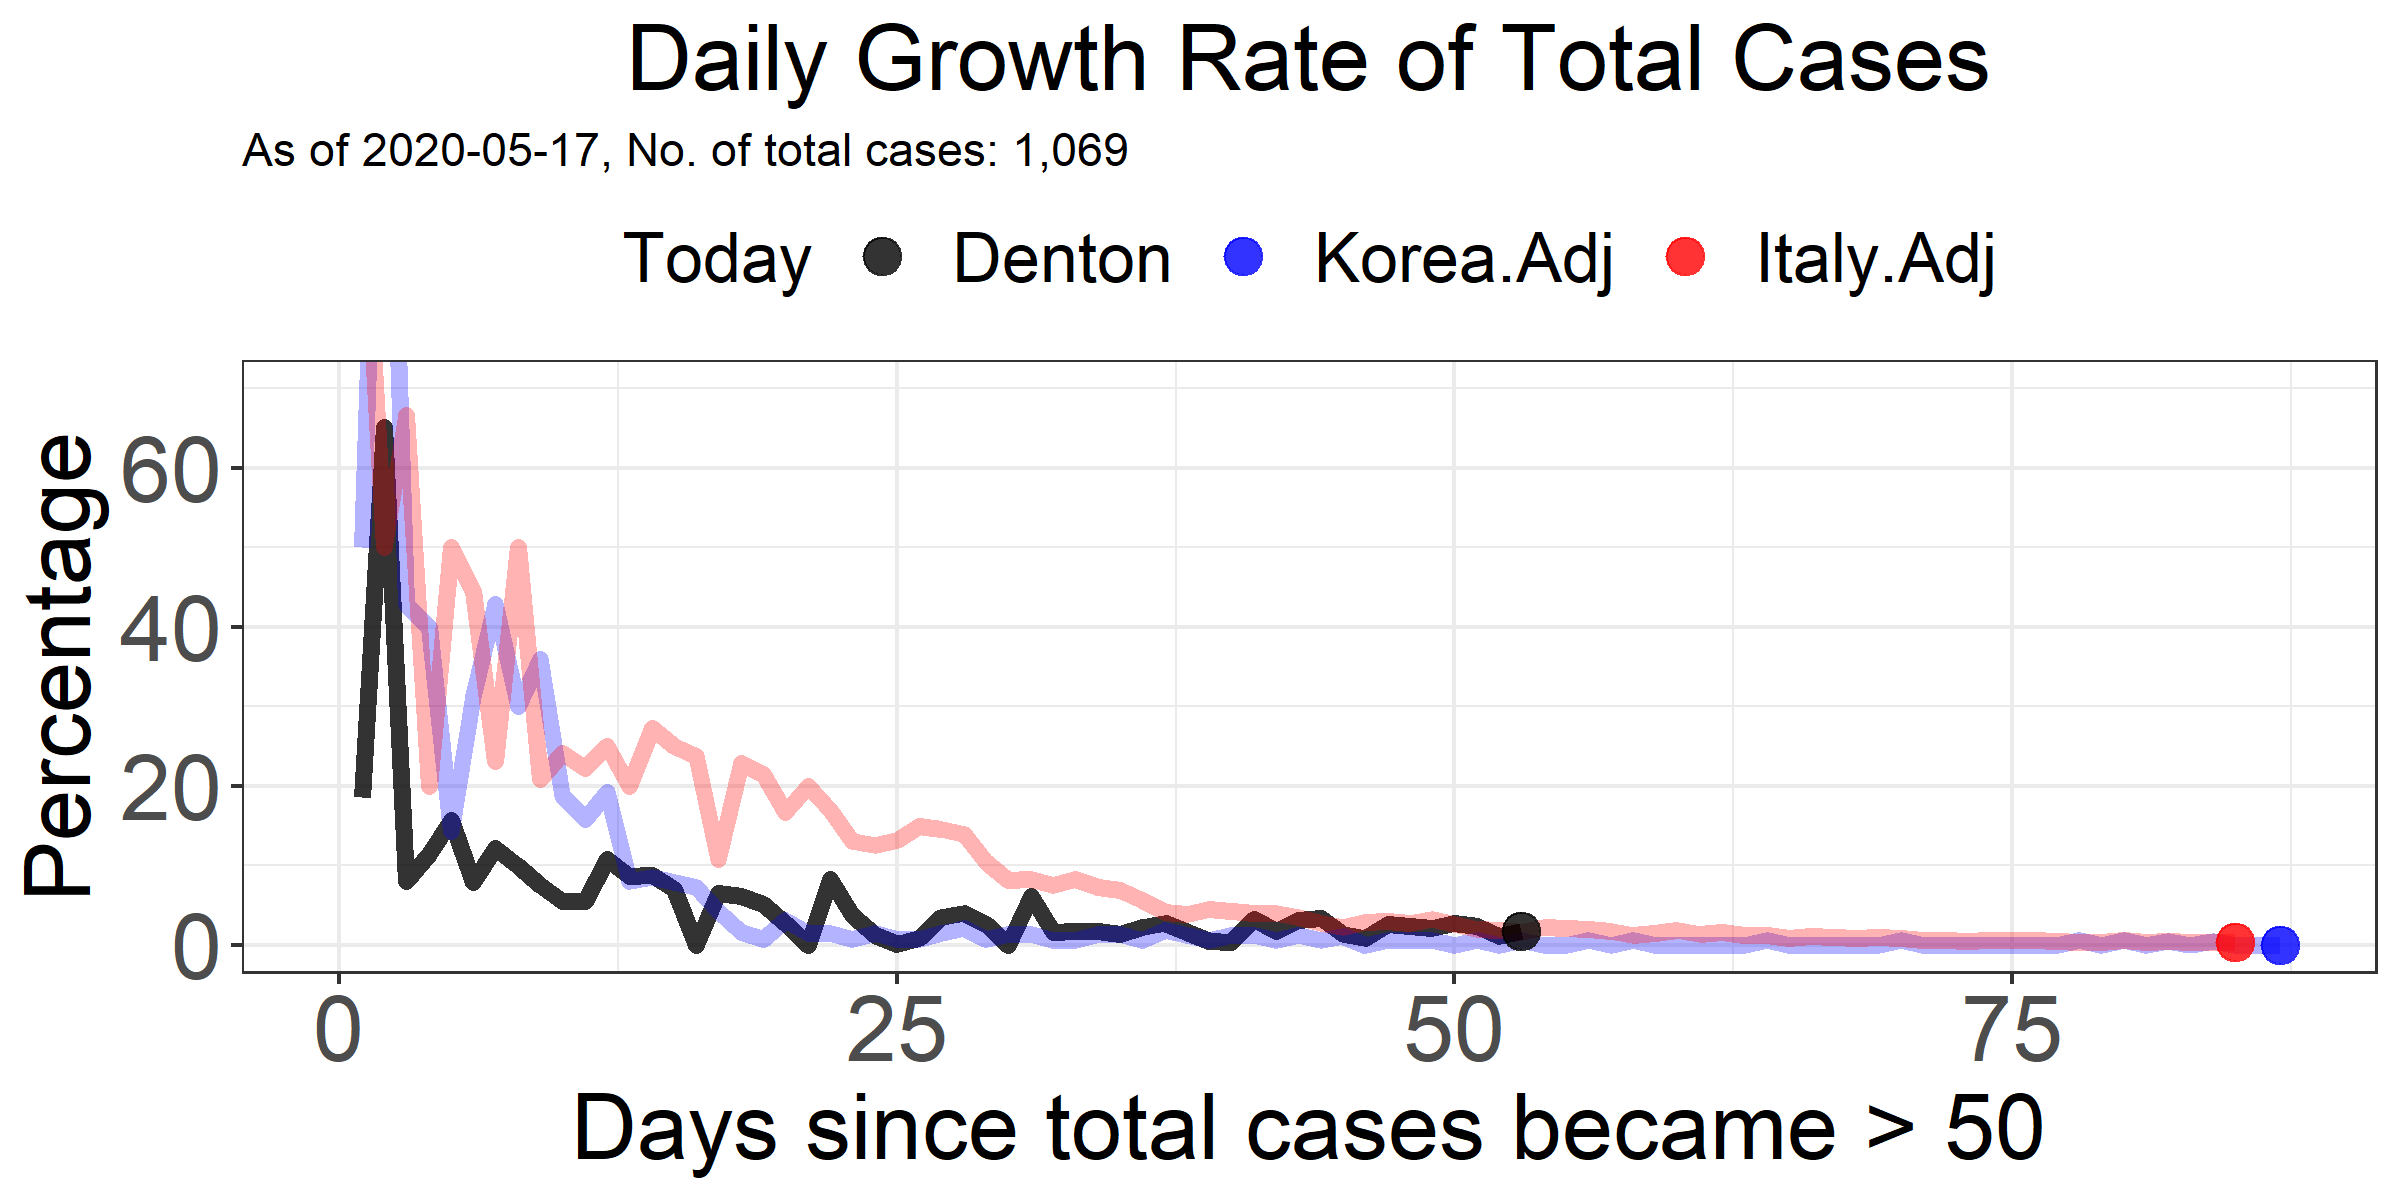 Daily Growth Rate of Total Cases
As of 2020-05-17, No. of total cases: 1,069
Today Denton Korea.Adj Italy.Adj
Percentage
60
40
20
0
0 25 50 75
Days since total cases became > 50